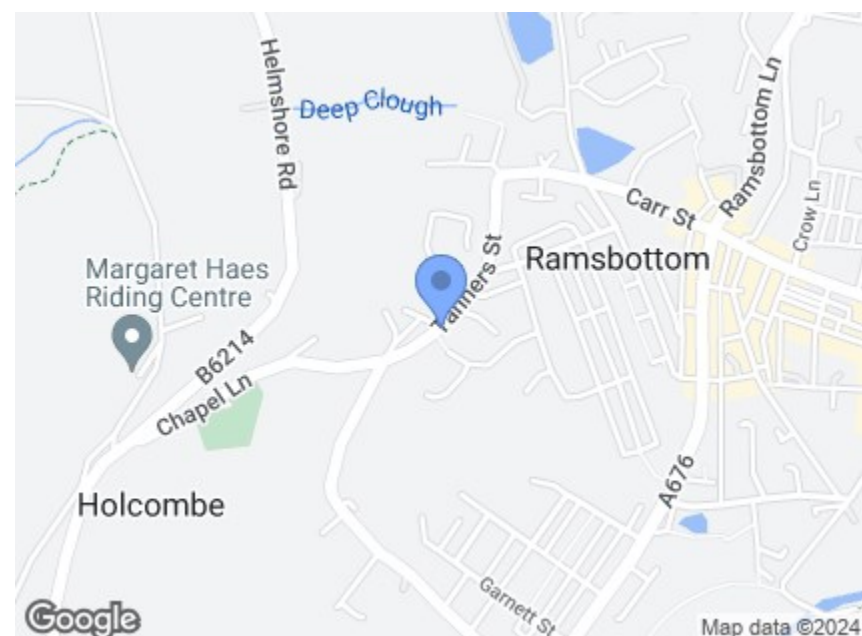 Helmshore Rd
Deep Clough
Ramsbottom Ln
Carr St
Crow Ln
Tanners St
Ramsbottom
Margaret Haes
Riding Centre
B6214
Chapel Ln
A676
Holcombe
Garnett St
Google
Map data ©2024